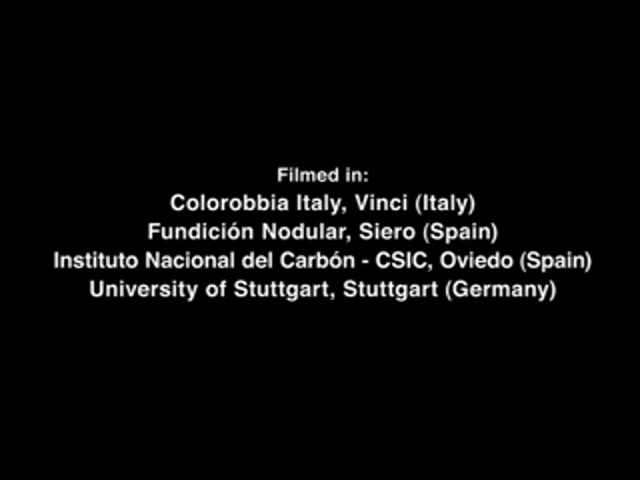 Filmed in:
Colorobbia Italy, Vinci (Italy)
Fundición Nodular, Siero (Spain)
Instituto Nacional del Carbón - CSIC, Oviedo (Spain)
University of Stuttgart, Stuttgart (Germany)